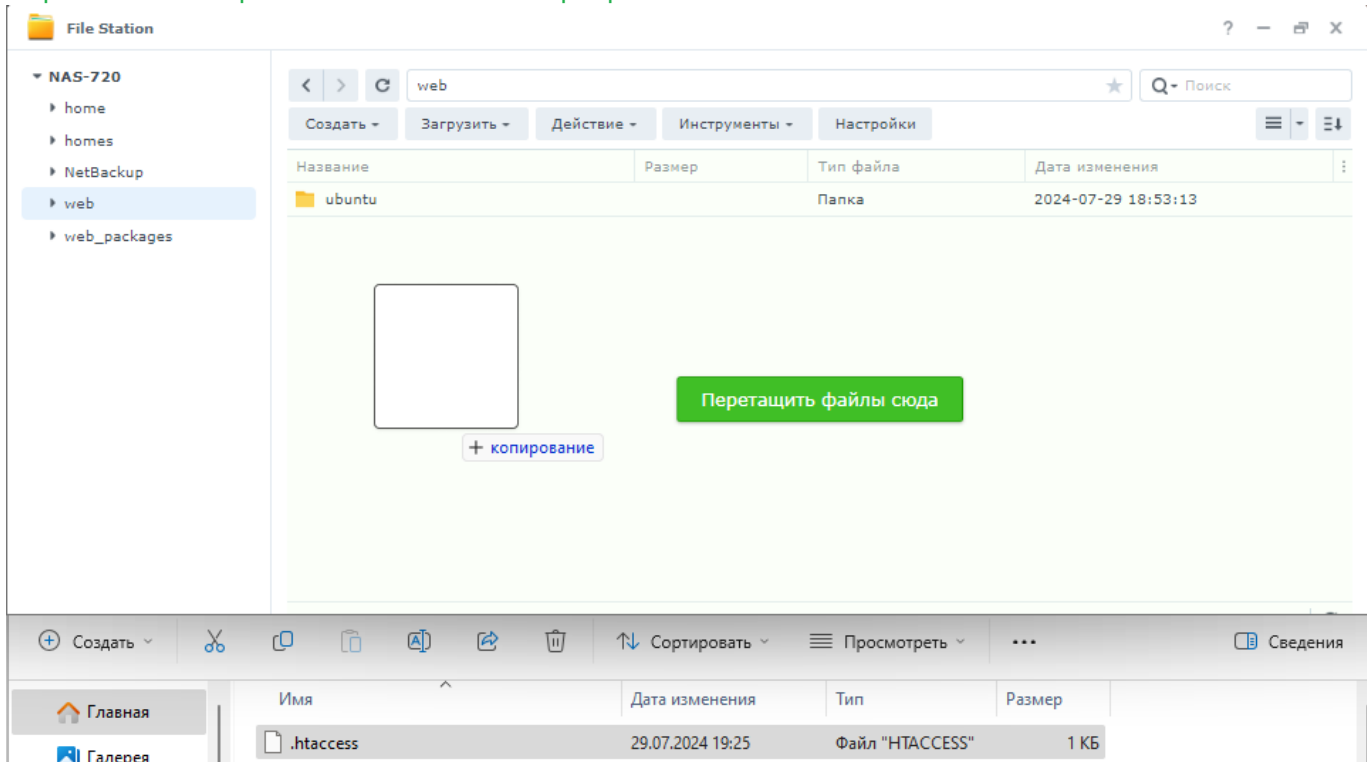 File Station
NAS-720
home
homes
NetBackup
web
web_packages
web
Поиск
Создать Загрузить Действие Инструменты Настройки
Название Размер Тип файла Дата изменения
ubuntu Папка 2024-07-29 18:53:13
Перетащить файлы сюда
+ копирование
Создать Сортировать Просмотреть ... Сведения
Главная
Галерея
Имя Дата изменения Тип Размер
.htaccess 29.07.2024 19:25 Файл "HTACCESS" 1 КБ